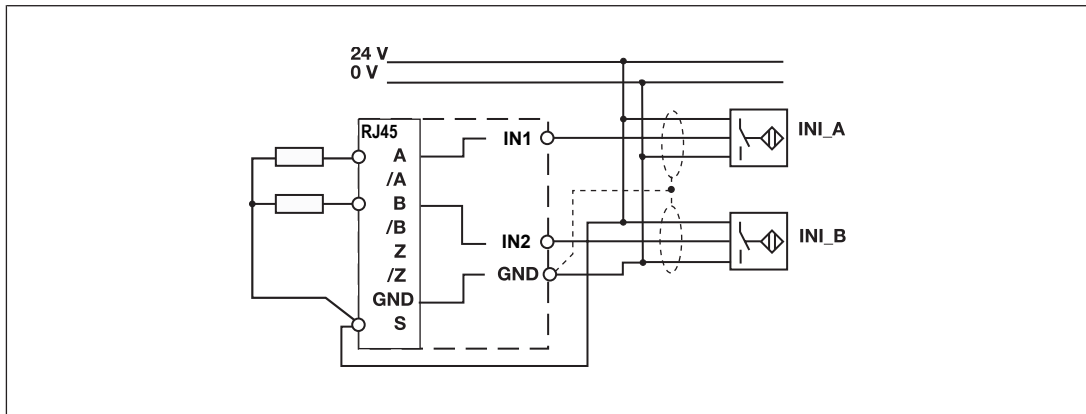 24 V
0 V
RJ45
A
/A
B
/B
Z
/Z
GND
S
IN1
IN2
GND
INI_A
INI_B